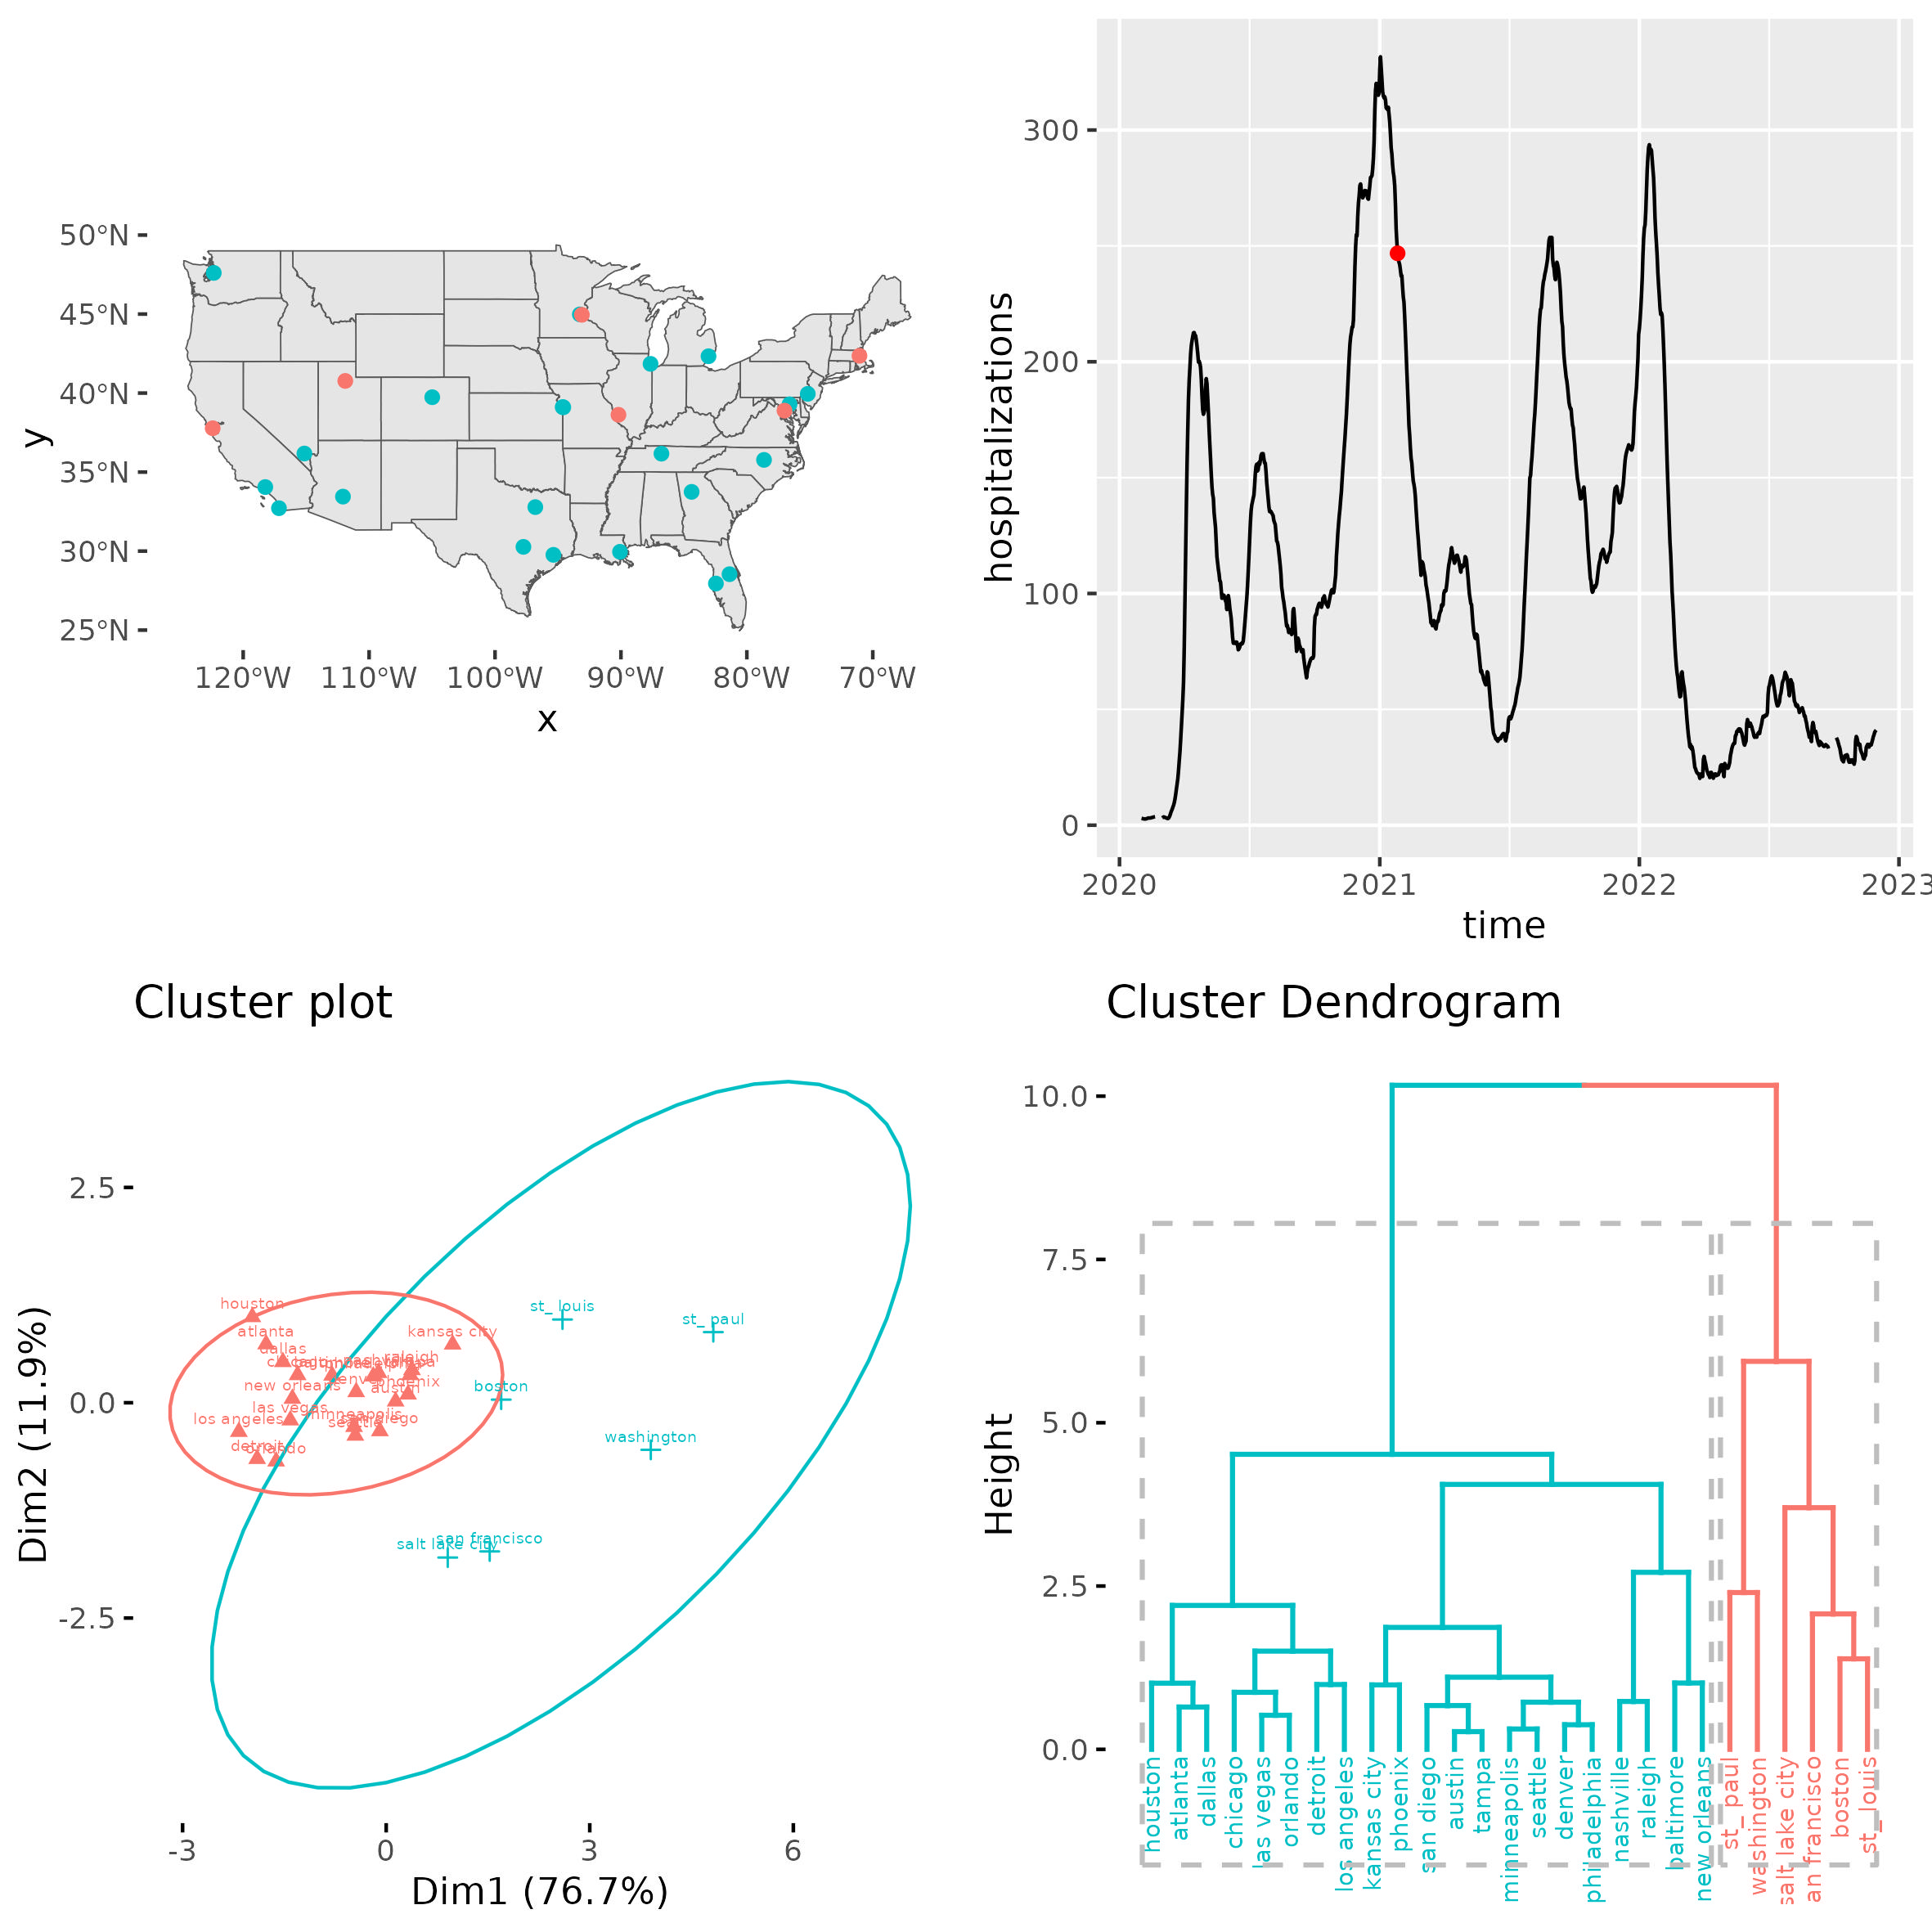 50°N
45°N
40°N
35°N
30°N
25°N
y
120°W 110°W 100°W 90°W 80°W 70°W
x
300
200
100
0
hospitalizations
2020 2021 2022 2023
time
Cluster plot
2.5
0.0
-2.5
Dim2 (11.9%)
houston
atlanta
dallas
kansas city
raleigh
new orleans
phoenix
austin
las vegas
los angeles
minneapolis
seattle
detroit
orlando
st_louis
st_paul
boston
washington
san francisco
salt lake city
-3 0 3 6
Dim1 (76.7%)
Cluster Dendrogram
10.0
7.5
5.0
2.5
0.0
Height
houston
atlanta
dallas
chicago
las vegas
orlando
detroit
los angeles
kansas city
phoenix
san diego
austin
tampa
minneapolis
seattle
denver
philadelphia
nashville
raleigh
baltimore
new orleans
st_paul
washington
salt lake city
an francisco
boston
st_louis